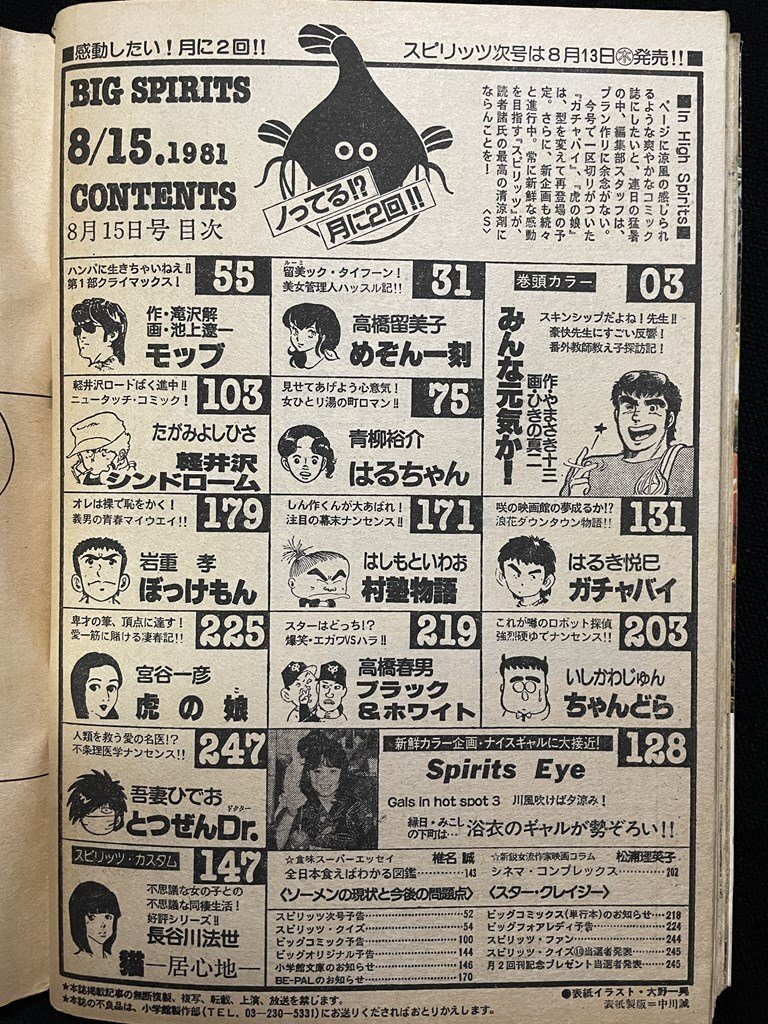 ■感動したい！月に2回!!
スピリッツ次号は8月13日㊌発売!!■
BIG SPIRITS
8/15.1981
CONTENTS
8月15日号 目次
ノッてる!?
月に2回!!
■In High Spirits■
ページに涼風の感じられ
るような爽やかなコミック
誌にしたいと、連日の猛暑
の中、編集部スタッフは、
プラン作りに余念がない。
今号で一区切りがついた
『ガチャバイ』、『虎の娘』
は、型を変えて再登場の予
定。さらに、新企画も続々
と進行中。常に新鮮な感動
を目指す『スピリッツ』が、
読者諸氏の最高の清涼剤に
ならんことを！
〈S〉
巻頭カラー
03
スキンシップだよね！先生!!
豪快先生にすごい反響！
番外教師教え子探訪記！
みんな元気か！
作・やまさき十三
画・ひきの真二
留美ック・タイフーン！
ルーミ
美女管理人ハッスル記!!
31
高橋留美子
めぞん一刻
ハンパに生きちゃいねえ!!
第1部クライマックス！
55
作・滝沢解
画・池上遼一
モップ
見せてあげよう心意気！
女ひとり湯の町ロマン!!
75
青柳裕介
はるちゃん
軽井沢ロードばく進中!!
ニュータッチ・コミック！
103
たがみよしひさ
軽井沢
シンドローム
咲の映画館の夢成るか!?
浪花ダウンタウン物語!!
131
はるき悦巳
ガチャバイ
しん作くんが大あばれ！
注目の幕末ナンセンス!!
171
はしもといわお
村塾物語
オレは裸で恥をかく！
義男の青春マイウエイ!!
179
岩重 孝
ぼっけもん
これが噂のロボット探偵
強烈硬ゆでナンセンス!!
203
いしかわじゅん
ちゃんどら
スターはどっち!?
爆笑・エガワVSハラ!!
219
高橋春男
ブラック
＆ホワイト
卑才の筆、頂点に達す！
愛一筋に賭ける凄春記!!
225
宮谷一彦
虎の娘
こ
人類を救う愛の名医!?
不条理医学ナンセンス!!
247
吾妻ひでお
ドクター
とつぜんDr.
新鮮カラー企画・ナイスギャルに大接近！
128
Spirits Eye
Gals in hot spot 3 川風吹けば夕涼み！
縁日・みこし
の下町は… 浴衣のギャルが勢ぞろい!!
スピリッツ・カスタム
147
不思議な女の子との
不思議な同棲生活！
好評シリーズ!!
長谷川法世
猫—居心地—
☆食味スーパーエッセイ 椎名 誠
全日本食えばわかる図鑑……143
〈ソーメンの現状と今後の問題点〉
☆新鋭女流作家映画コラム 松浦理英子
シネマ・コンプレックス……202
〈スター・クレイジー〉
スピリッツ次号予告……52
スピリッツ・クイズ……54
ビッグコミック予告……100
ビッグオリジナル予告……144
小学館文庫のお知らせ……146
BE-PALのお知らせ……170
ビッグコミックス(単行本)のお知らせ…218
ビッグフォアレディ予告……224
スピリッツ・ファン……244
スピリッツ・クイズ⑩当選者発表……245
月2回刊記念プレゼント当選者発表……245
★本誌掲載記事の無断複製、複写、転載、上演、放送を禁じます。
★本誌の不良品は、小学館製作部(TEL. 03-230-5331)にお送りくださればおとりかえします。
●表紙イラスト・大野一男
表紙製版＝中川誠